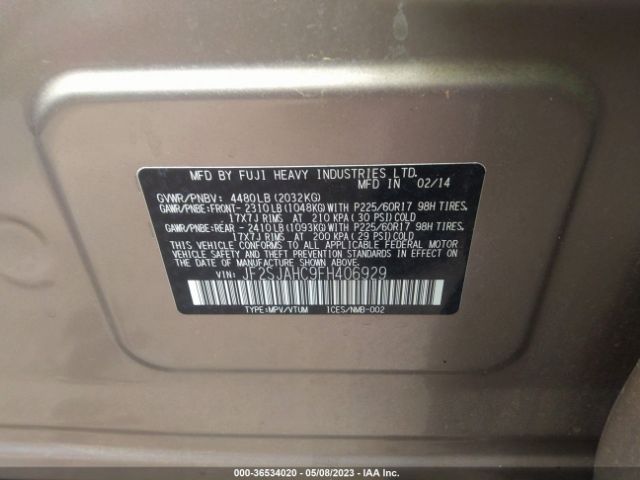 MFD BY FUJI HEAVY INDUSTRIES LTD.
MFD IN 02/14
GVWR/PNBV: 4480LB(2032KG)
GAWR/PNBE:FRONT- 2310LB(1048KG)WITH P225/60R17 98H TIRES
17X7J RIMS AT 210 KPA(30 PSI)COLD
GAWR/PNBE:REAR - 2410LB(1093KG)WITH P225/60R17 98H TIRES
17X7J RIMS AT 200 KPA(29 PSI)COLD
THIS VEHICLE CONFORMS TO ALL APPLICABLE FEDERAL MOTOR
VEHICLE SAFETY AND THEFT PREVENTION STANDARDS IN EFFECT
ON THE DATE OF MANUFACTURE SHOWN ABOVE.
VIN:JF2SJAHC9FH406929
TYPE:MPV/VTUM ICES/NMB-002
000-36534020 - 05/08/2023 - IAA Inc.